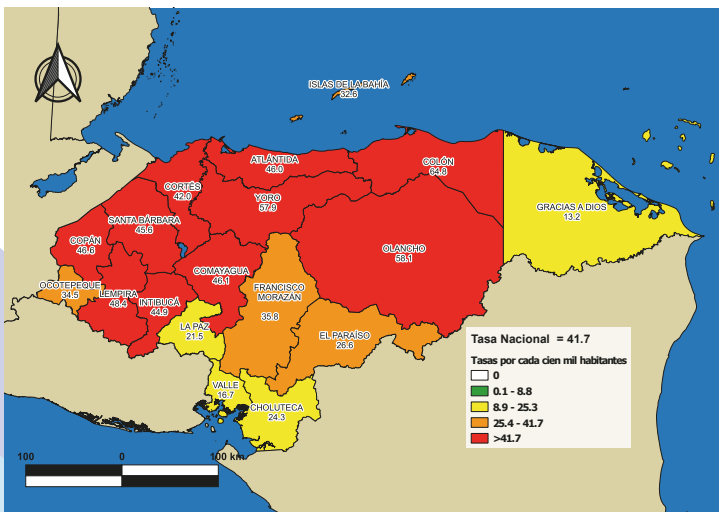 ISLAS DE LA BAHÍA
32.6
ATLÁNTIDA
46.0
COLÓN
64.8
CORTÉS
42.0
YORO
57.9
GRACIAS A DIOS
13.2
SANTA BÁRBARA
45.6
COPÁN
46.6
OLANCHO
58.1
COMAYAGUA
46.1
OCOTEPEQUE
34.5
LEMPIRA
48.4
INTIBUCÁ
44.9
FRANCISCO
MORAZAN
35.8
LA PAZ
21.5
EL PARAÍSO
26.6
VALLE
16.7
CHOLUTECA
24.3
Tasa Nacional = 41.7
Tasas por cada cien mil habitantes
0
0.1 - 8.8
8.9 - 25.3
25.4 - 41.7
>41.7
100 0 100 km